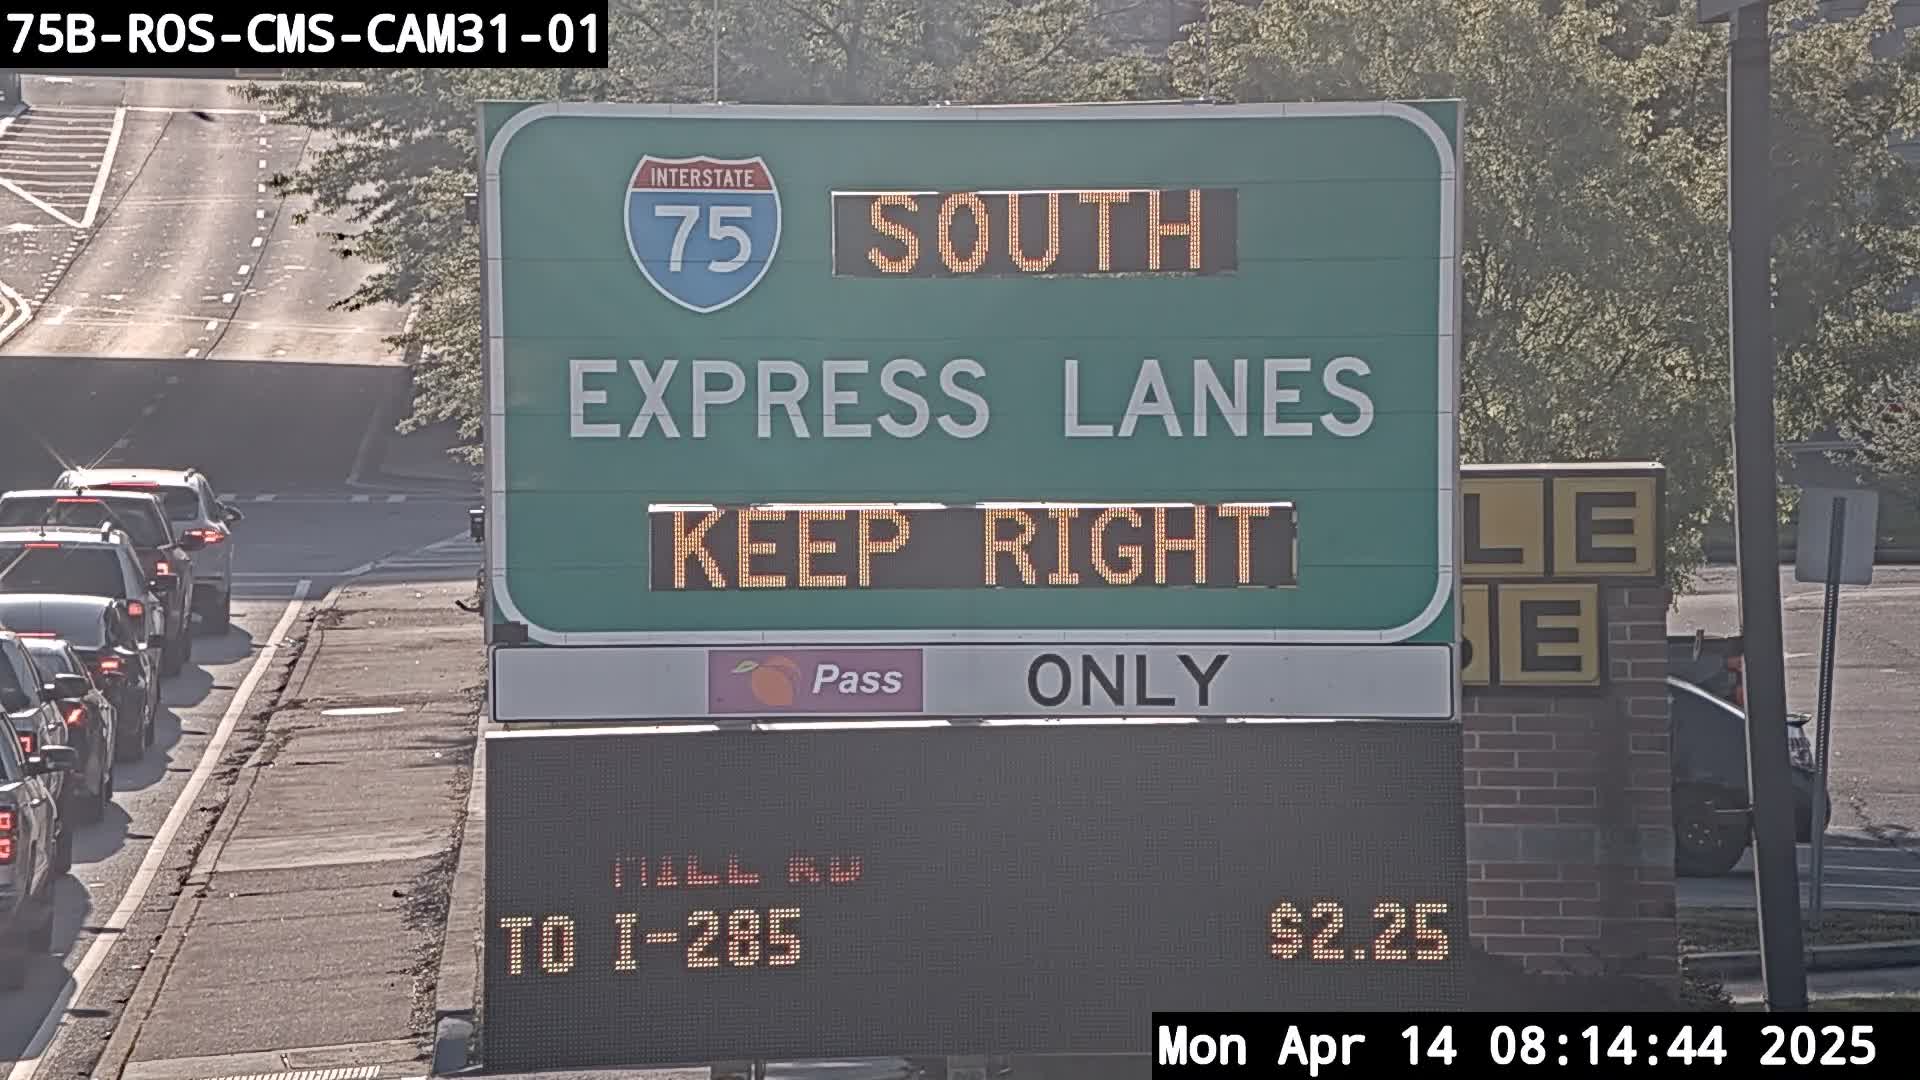 75B-ROS-CMS-CAM31-01
INTERSTATE
75
SOUTH
EXPRESS LANES
KEEP RIGHT
LE
E
Pass ONLY
TO I-285 $2.25
Mon Apr 14 08:14:44 2025